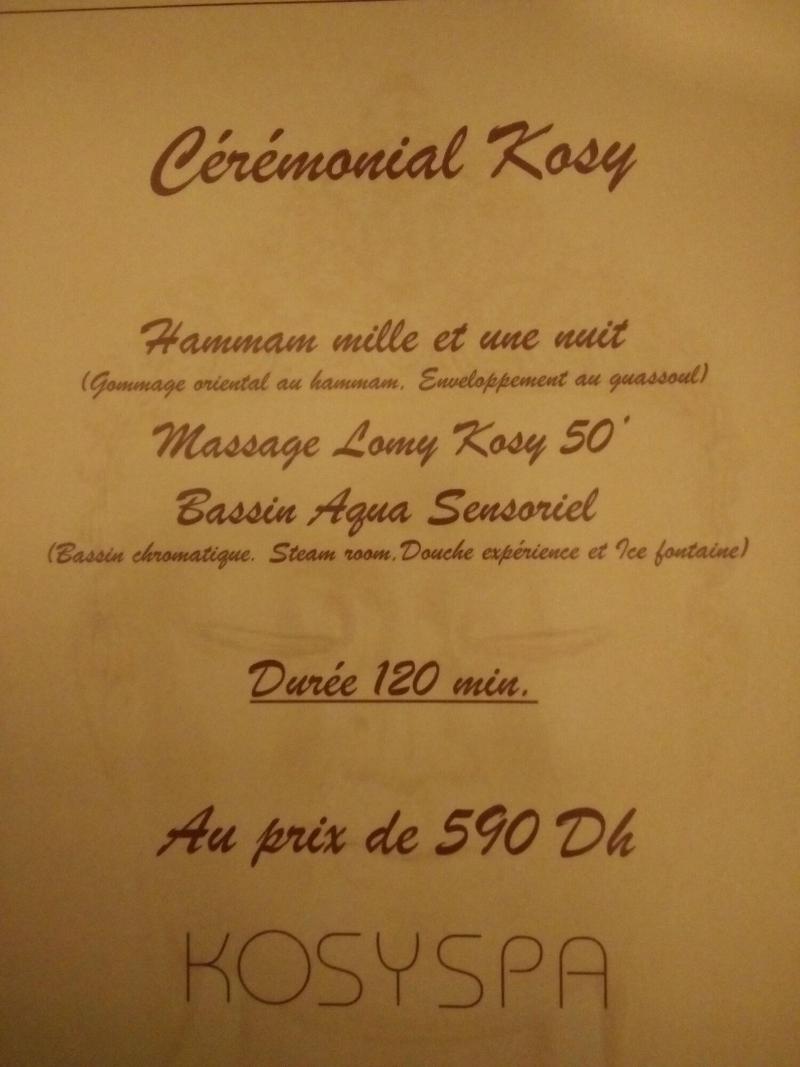 Cérémonial Kosy
Hammam mille et une nuit
(Gommage oriental au hammam, Enveloppement au guassoul)
Massage Lomy Kosy 50'
Bassin Aqua Sensoriel
(Bassin chromatique, Steam room, Douche expérience et Ice fontaine)
Durée 120 min.
Au prix de 590 Dh
KOSYSPA